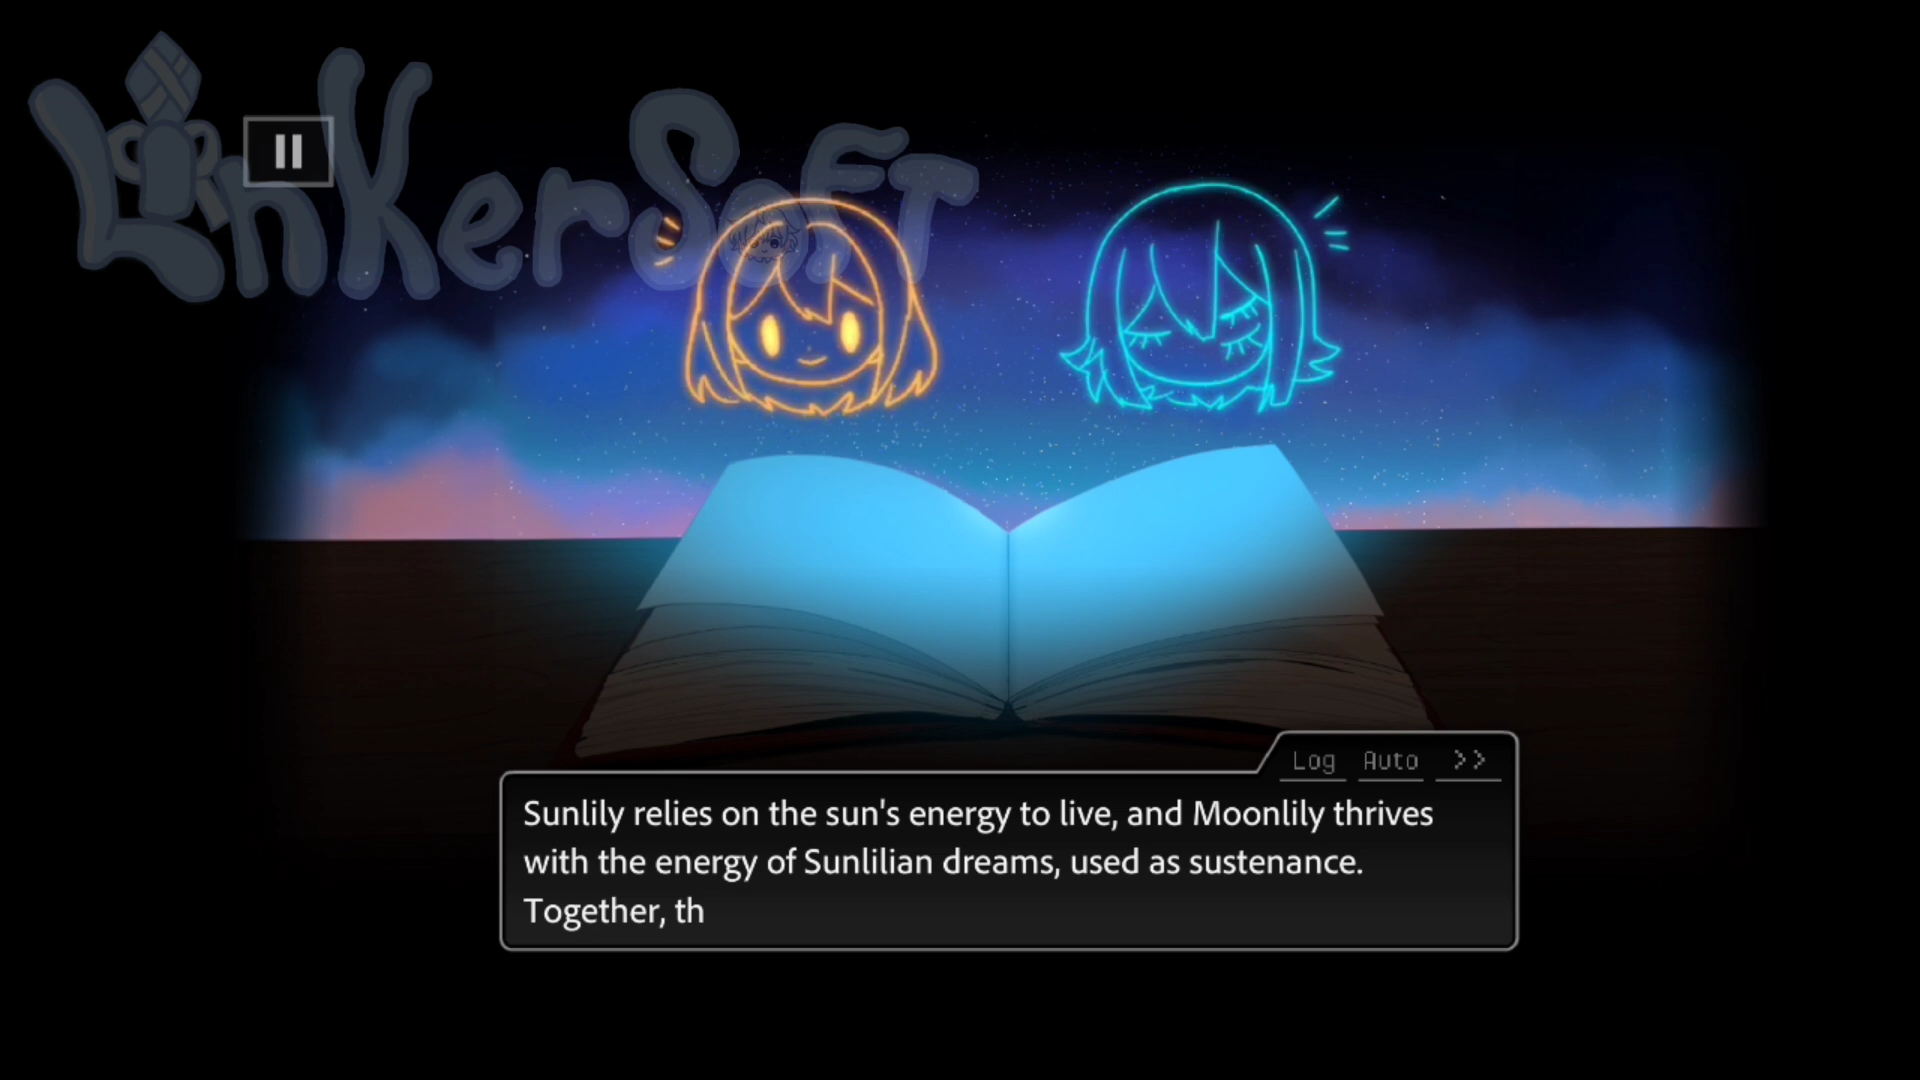 LinKerSoft
Log Auto >>
Sunlily relies on the sun's energy to live, and Moonlily thrives
with the energy of Sunlilian dreams, used as sustenance.
Together, th